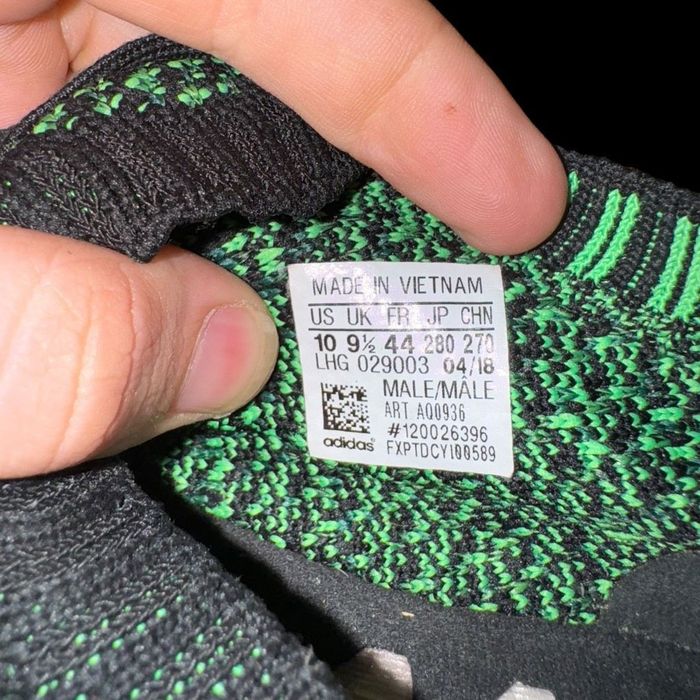 MADE IN VIETNAM
US UK FR JP CHN
10 9½ 44 280 270
LHG 029003 04/18
MALE/MÂLE
ART AQ0936
#120026396
adidas® FXPTDCYI00589